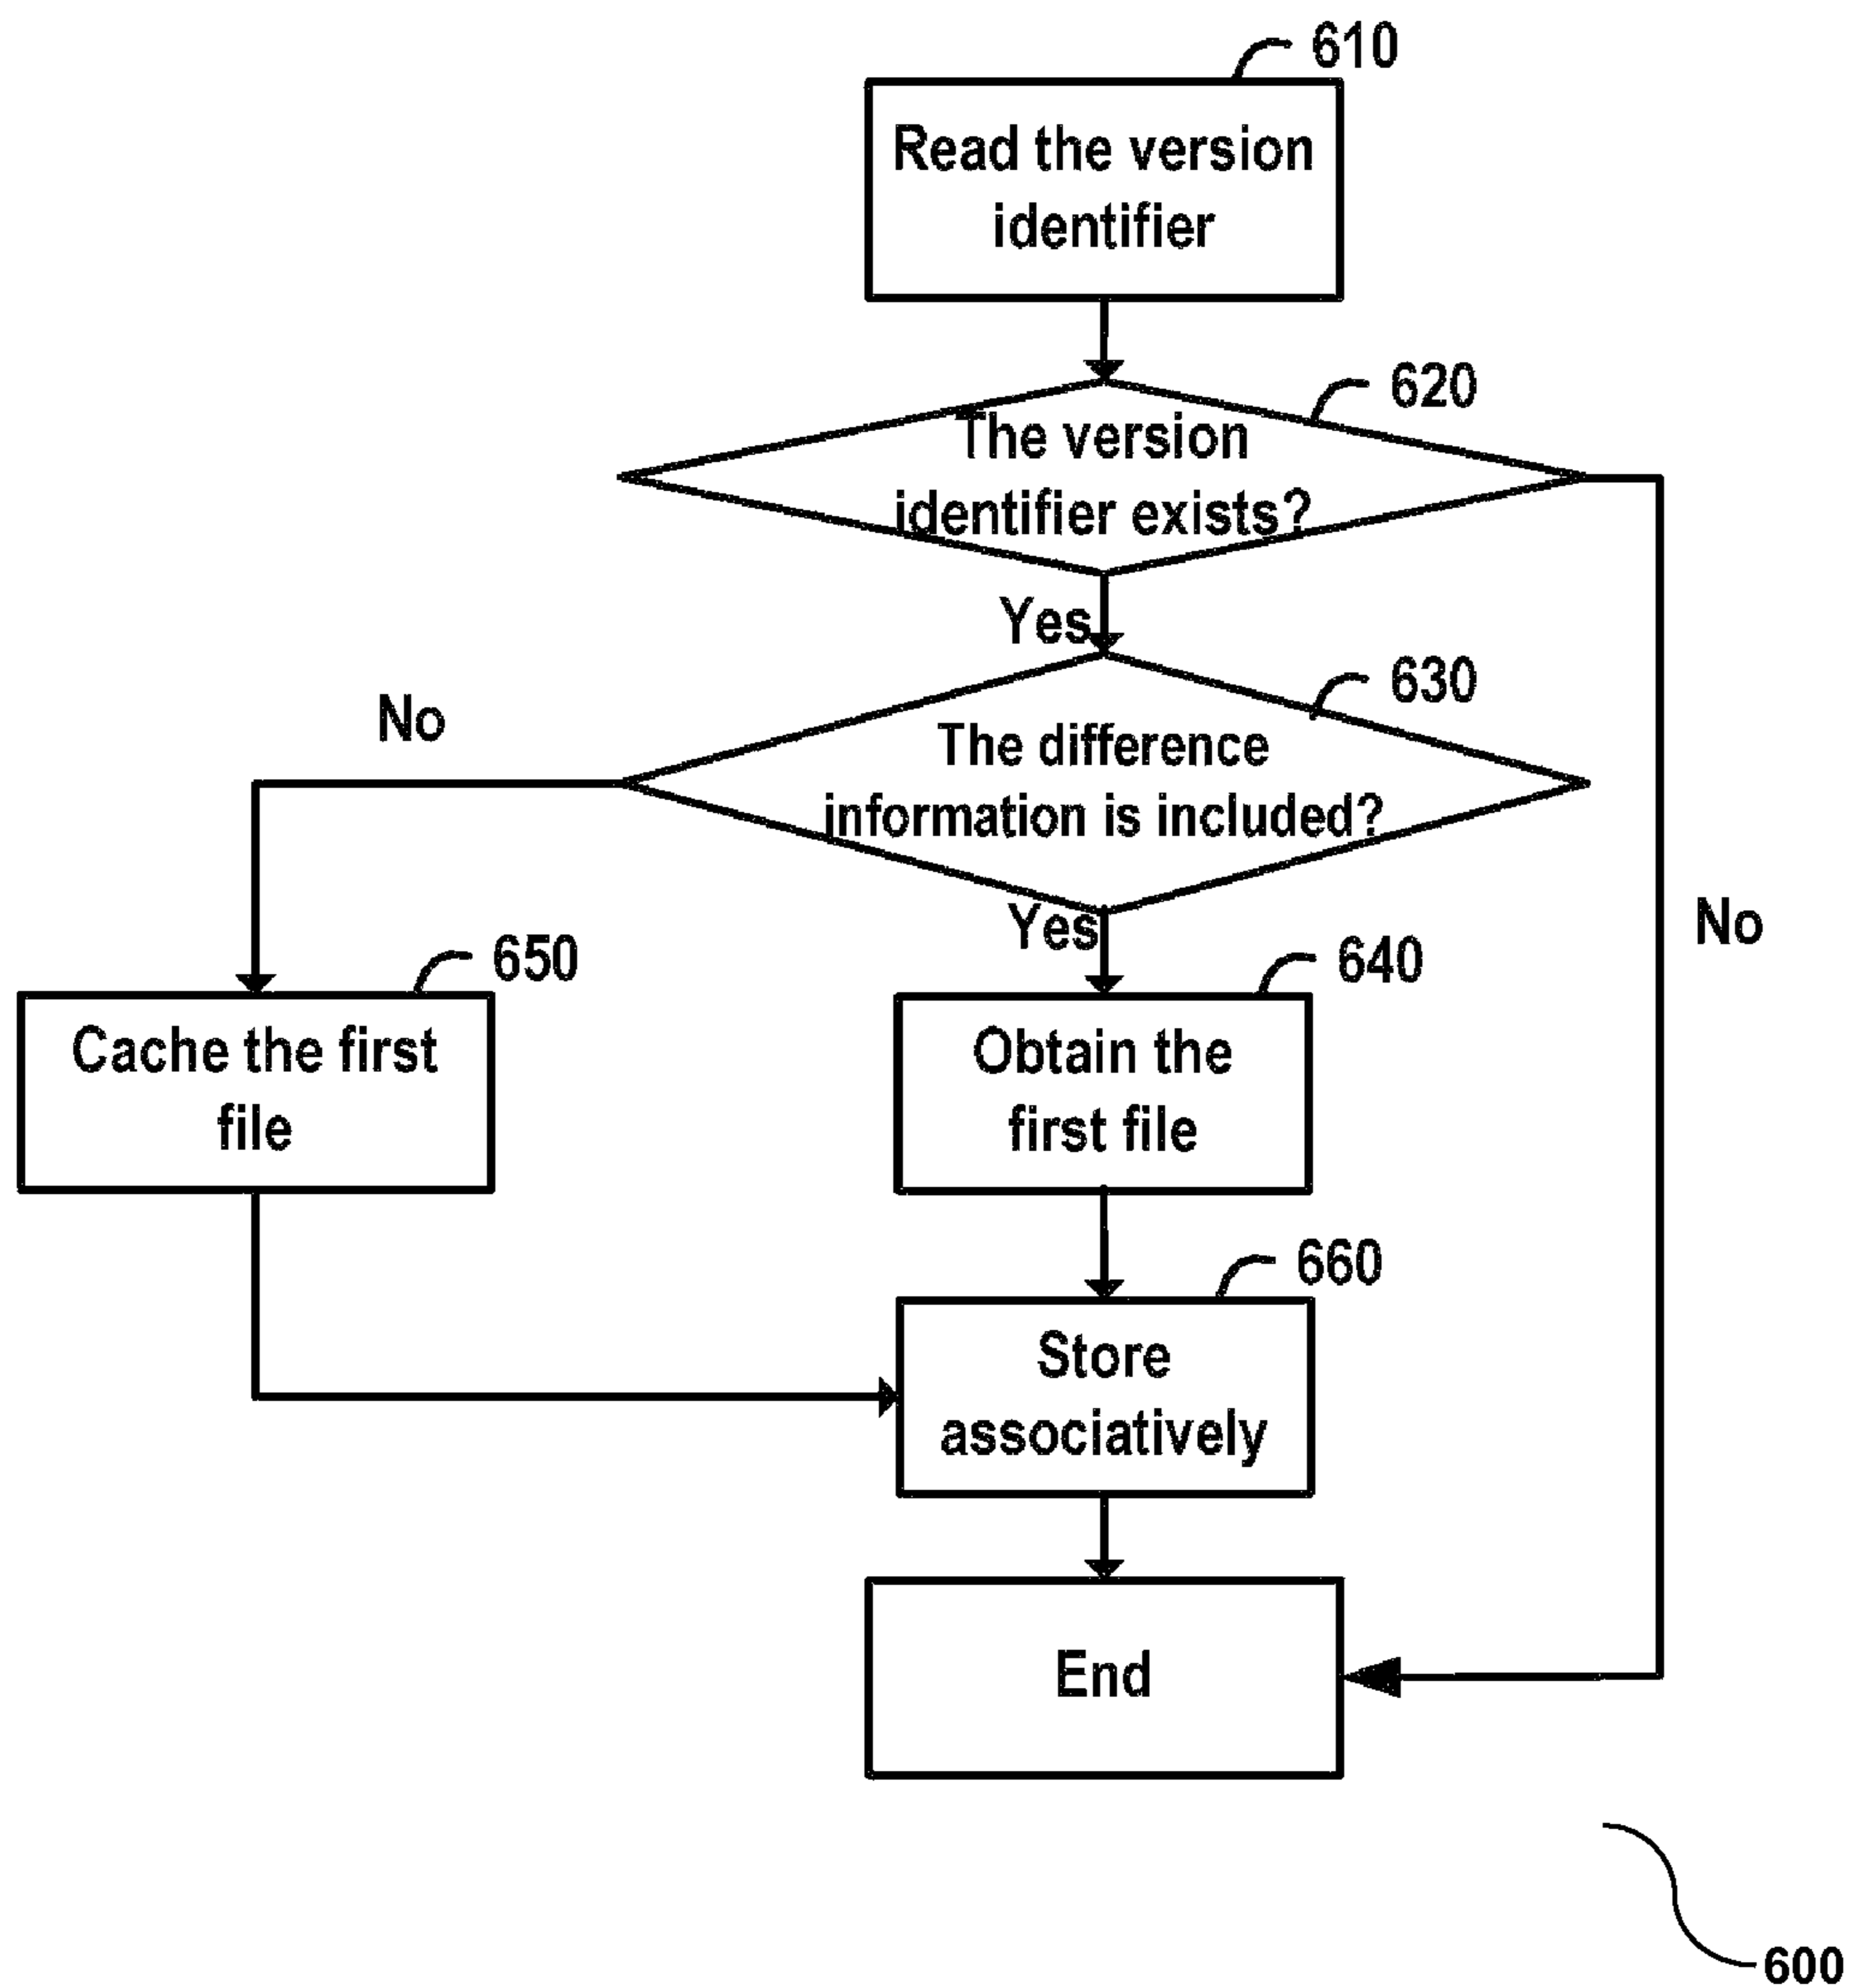 610
Read the version
identifier
620
The version
identifier exists?
Yes
630
No
The difference
information is included?
Yes
No
650
640
Cache the first
file
Obtain the
first file
660
Store
associatively
End
600